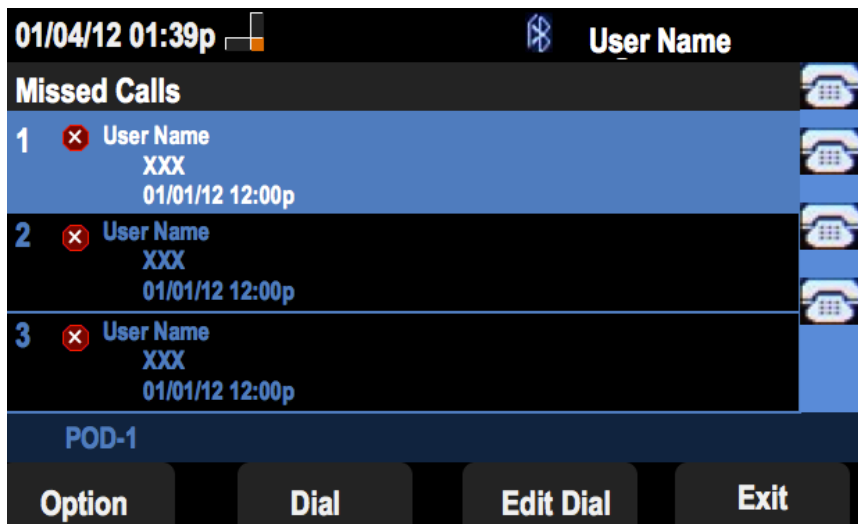 01/04/12 01:39p User Name
Missed Calls
1 User Name
XXX
01/01/12 12:00p
2 User Name
XXX
01/01/12 12:00p
3 User Name
XXX
01/01/12 12:00p
POD-1
Option Dial Edit Dial Exit